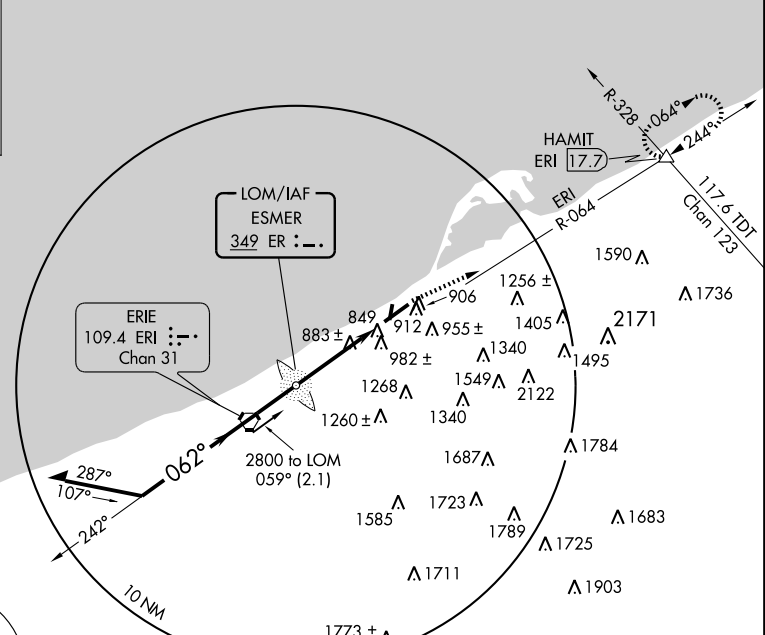 R-328
064°
244°
HAMIT
ERI 17.7
117.6 TDT
Chan 123
ERI
R-064
LOM/IAF
ESMER
349 ER
ERIE
109.4 ERI
Chan 31
1590
1256 ±
1736
906
849
912
955 ±
1405
2171
883 ±
982 ±
1340
1495
1268
1549
2122
1260 ±
1340
062°
2800 to LOM
059° (2.1)
1784
1687
287°
107°
242°
1585
1723
1789
1683
1725
1711
1903
10 NM
1773 ±